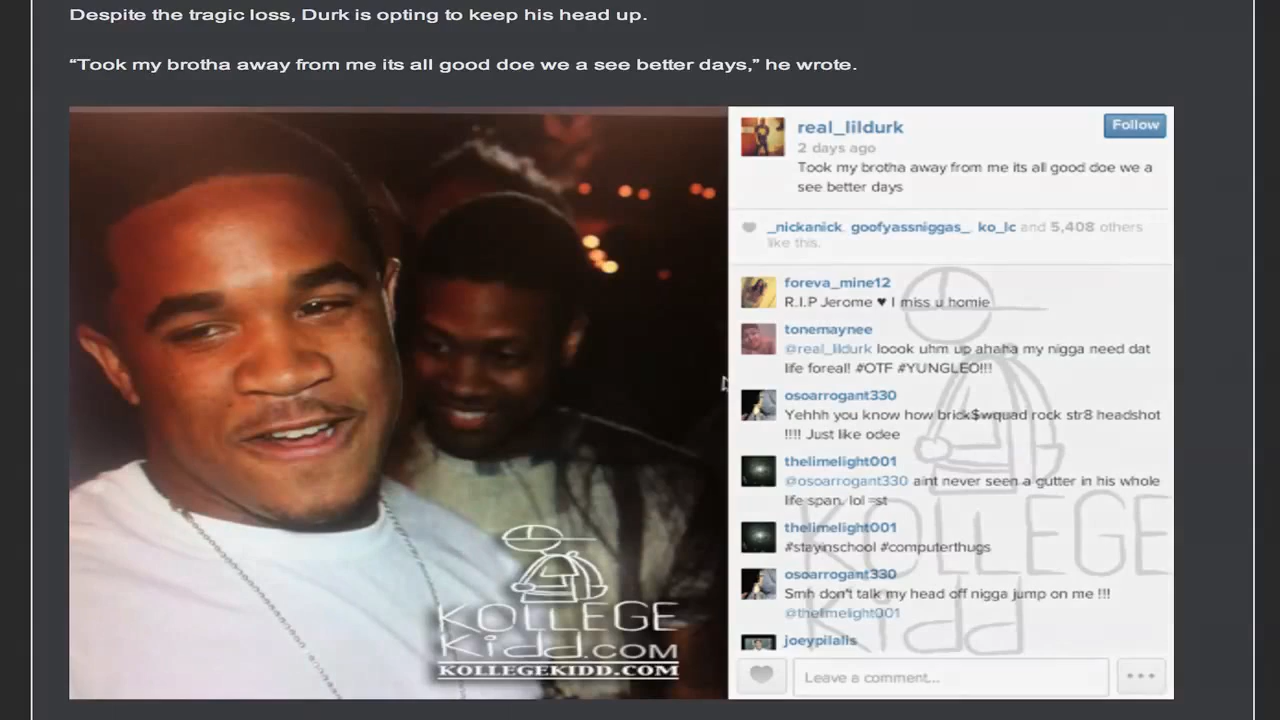 Despite the tragic loss, Durk is opting to keep his head up.
“Took my brotha away from me its all good doe we a see better days,” he wrote.
real_lildurk
Follow
2 days ago
Took my brotha away from me its all good doe we a
see better days
_nickanick, goofyassniggas_, ko_lc and 5,408 others
like this.
foreva_mine12
R.I.P Jerome ♥ I miss u homie
tonemaynee
@real_lildurk loook uhm up ahaha my nigga need dat
life foreal! #OTF #YUNGLEO!!!
osoarrogant330
Yehhh you know how brick$wquad rock str8 headshot
!!!! Just like odee
thelimelight001
@osoarrogant330 aint never seen a gutter in his whole
life span. lol =st
thelimelight001
#stayinschool #computerthugs
osoarrogant330
Smh don't talk my head off nigga jump on me !!!
@thelimelight001
joeypilalis
Leave a comment...
KOLLEGE
Kidd.COM
KOLLEGEKIDD.COM
KOLLEGE
Kidd